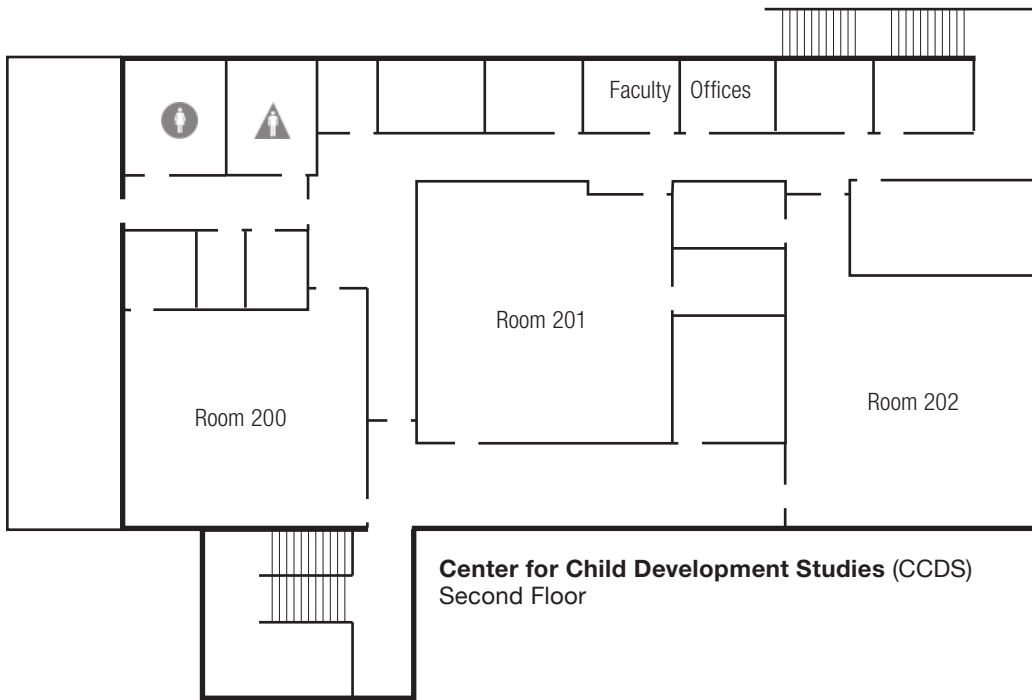 Faculty Offices
Room 201
Room 200
Room 202
Center for Child Development Studies (CCDS)
Second Floor